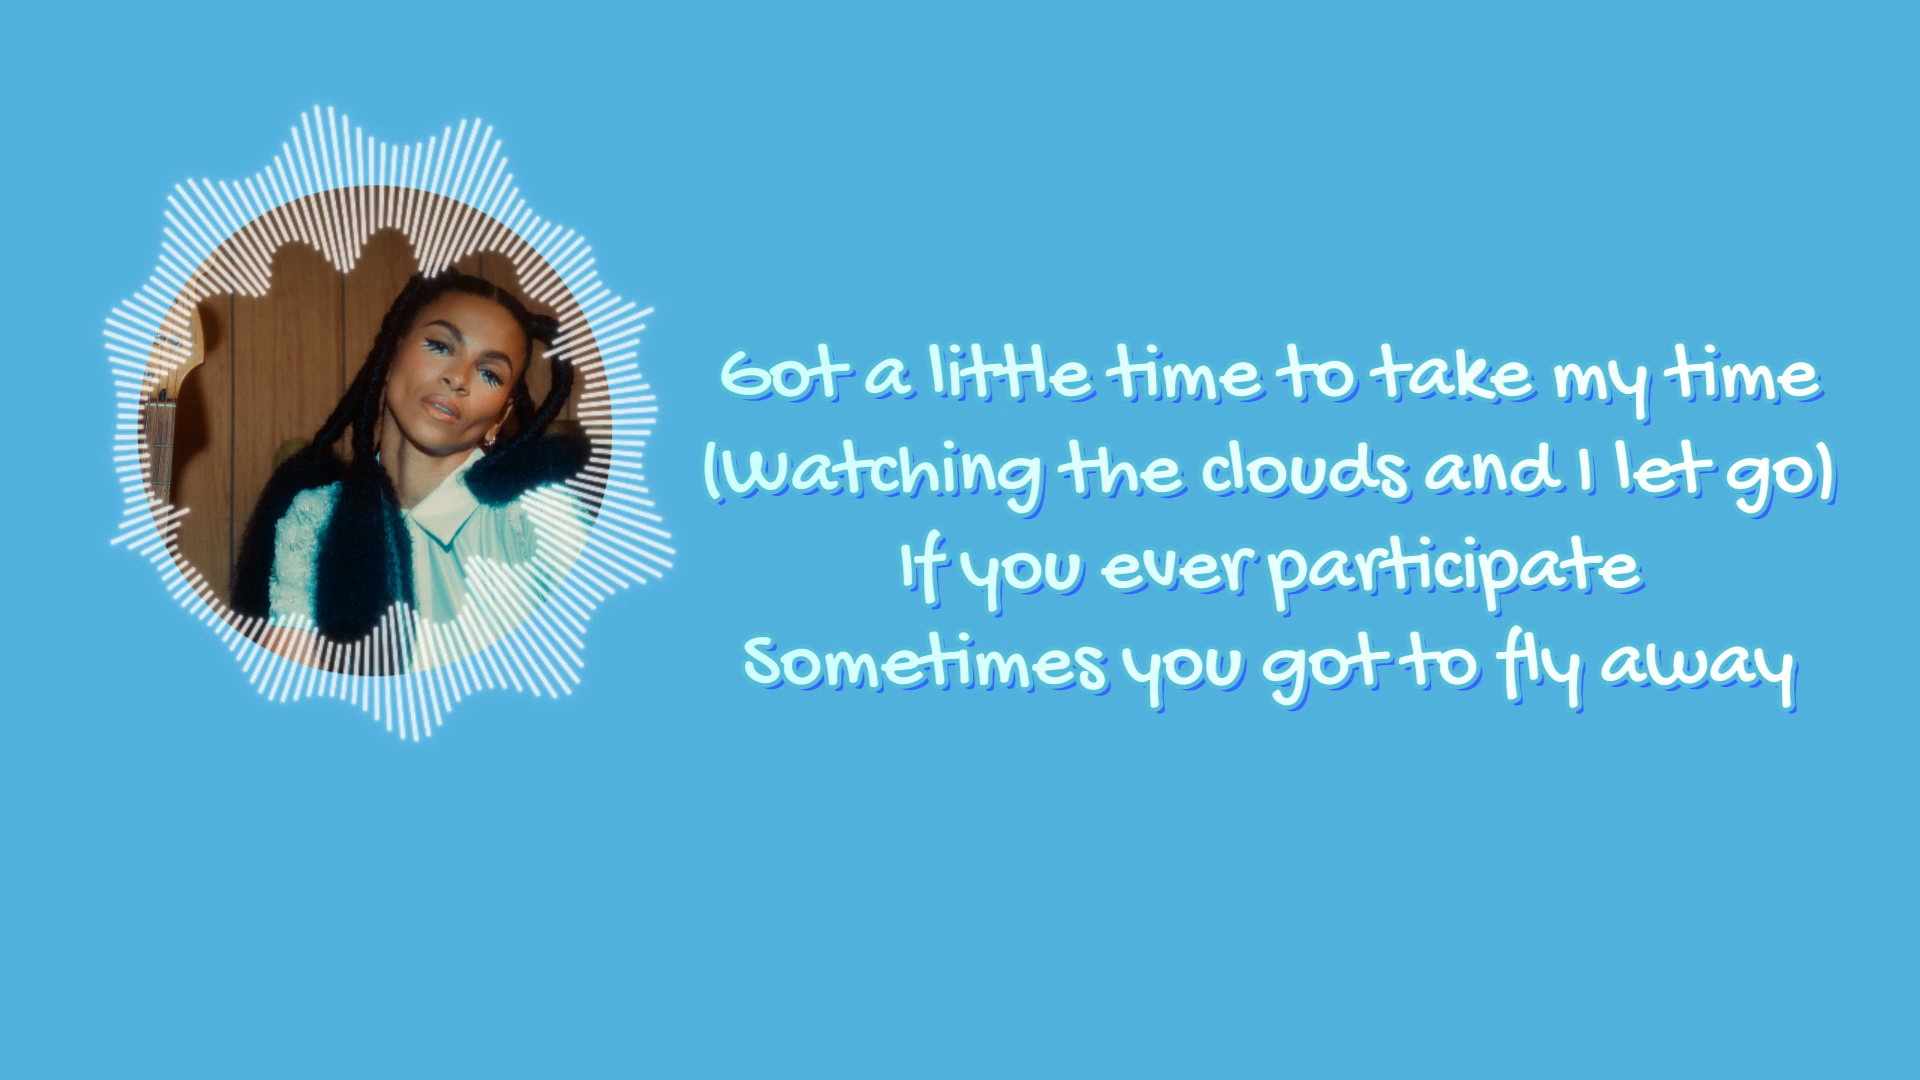 Got a little time to take my time
(Watching the clouds and I let go)
If you ever participate
Sometimes you got to fly away